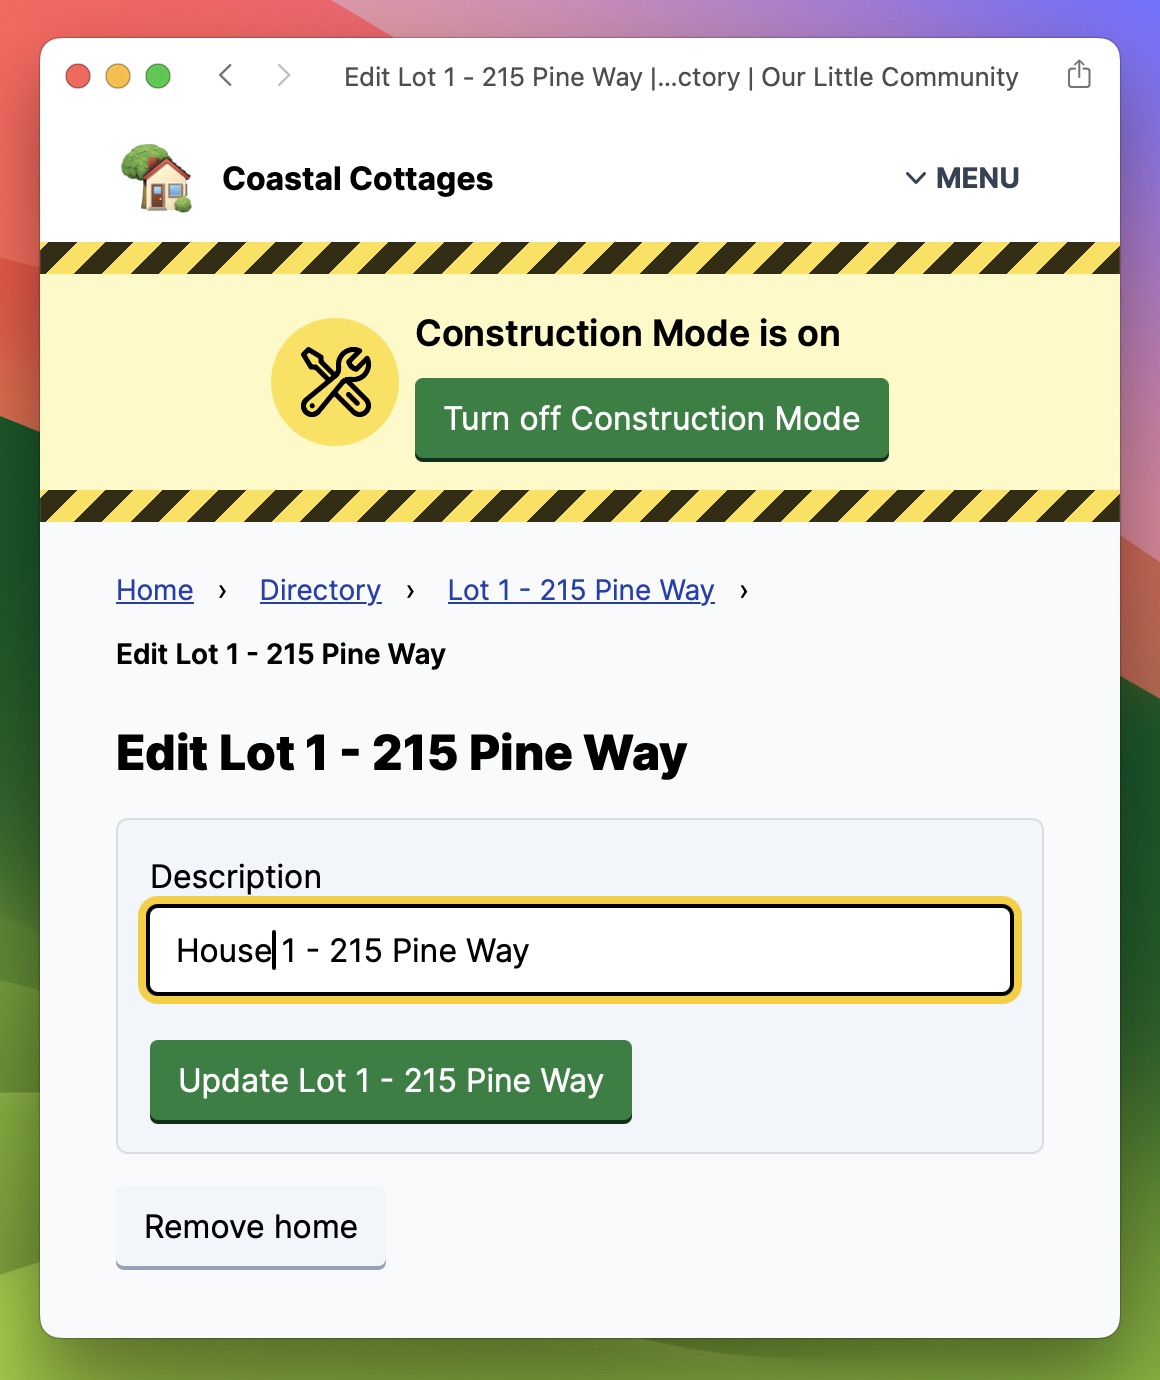 Edit Lot 1 - 215 Pine Way |...ctory | Our Little Community
Coastal Cottages
MENU
Construction Mode is on
Turn off Construction Mode
Home › Directory › Lot 1 - 215 Pine Way ›
Edit Lot 1 - 215 Pine Way
Edit Lot 1 - 215 Pine Way
Description
House 1 - 215 Pine Way
Update Lot 1 - 215 Pine Way
Remove home